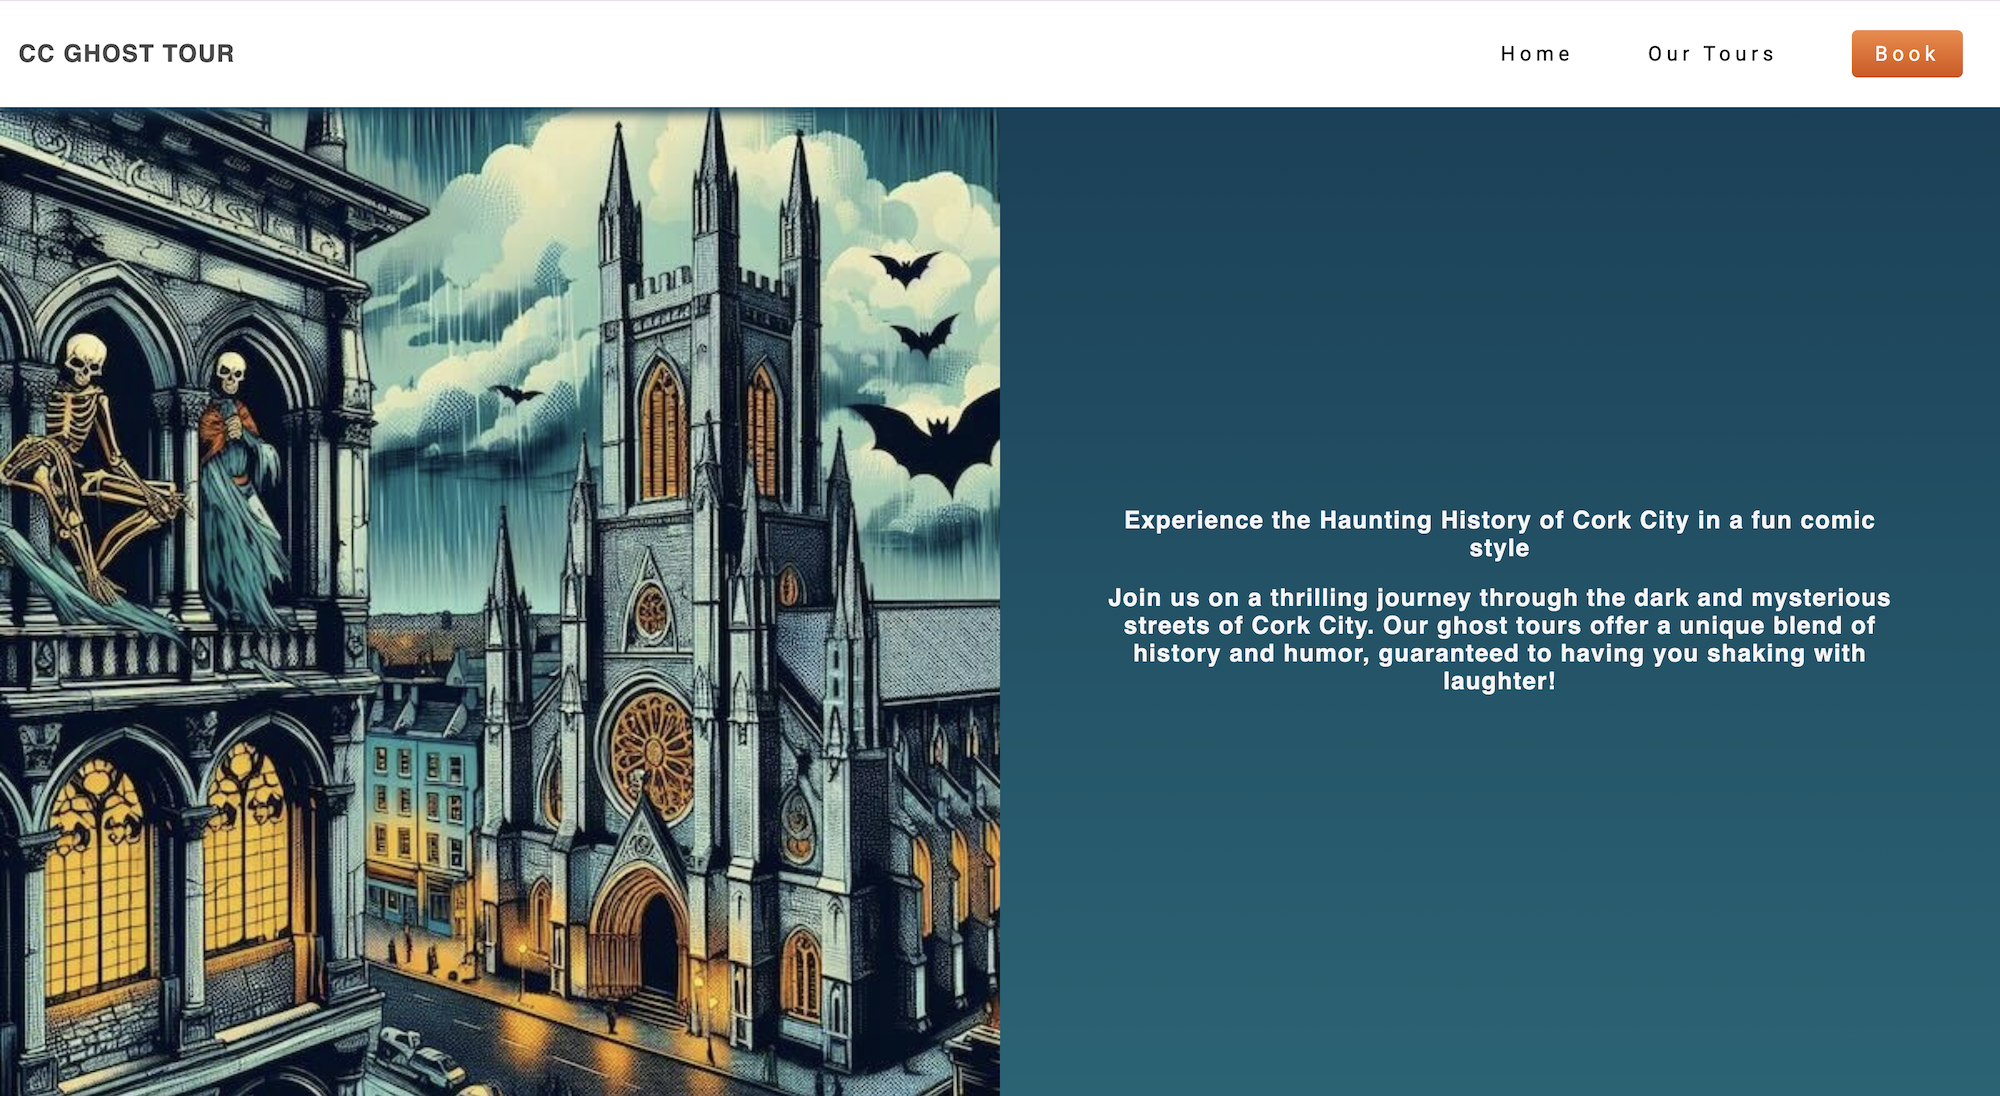 CC GHOST TOUR
Home
Our Tours
Book
Experience the Haunting History of Cork City in a fun comic
style
Join us on a thrilling journey through the dark and mysterious
streets of Cork City. Our ghost tours offer a unique blend of
history and humor, guaranteed to having you shaking with
laughter!